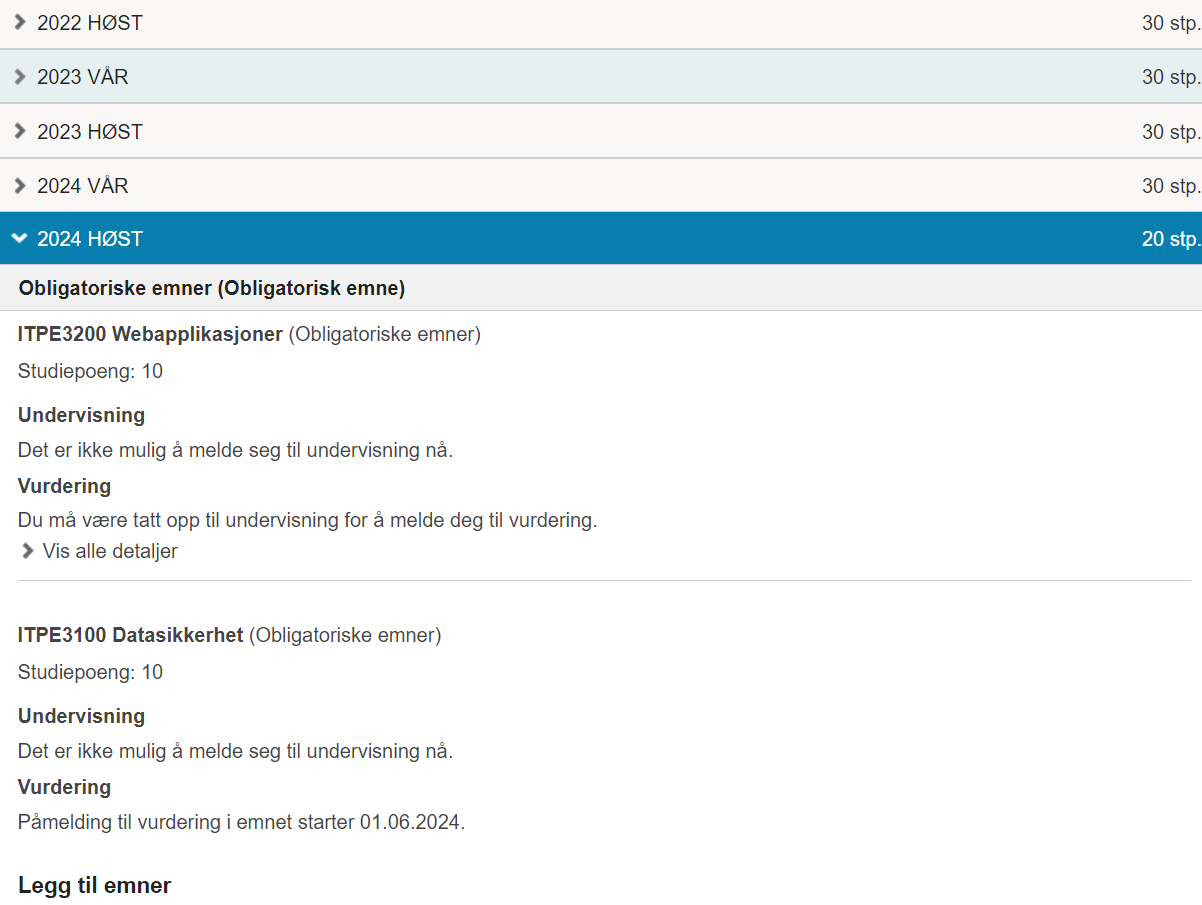 2022 HØST 30 stp.
2023 VÅR 30 stp.
2023 HØST 30 stp.
2024 VÅR 30 stp.
2024 HØST 20 stp.
Obligatoriske emner (Obligatorisk emne)
ITPE3200 Webapplikasjoner (Obligatoriske emner)
Studiepoeng: 10
Undervisning
Det er ikke mulig å melde seg til undervisning nå.
Vurdering
Du må være tatt opp til undervisning for å melde deg til vurdering.
Vis alle detaljer
ITPE3100 Datasikkerhet (Obligatoriske emner)
Studiepoeng: 10
Undervisning
Det er ikke mulig å melde seg til undervisning nå.
Vurdering
Påmelding til vurdering i emnet starter 01.06.2024.
Legg til emner